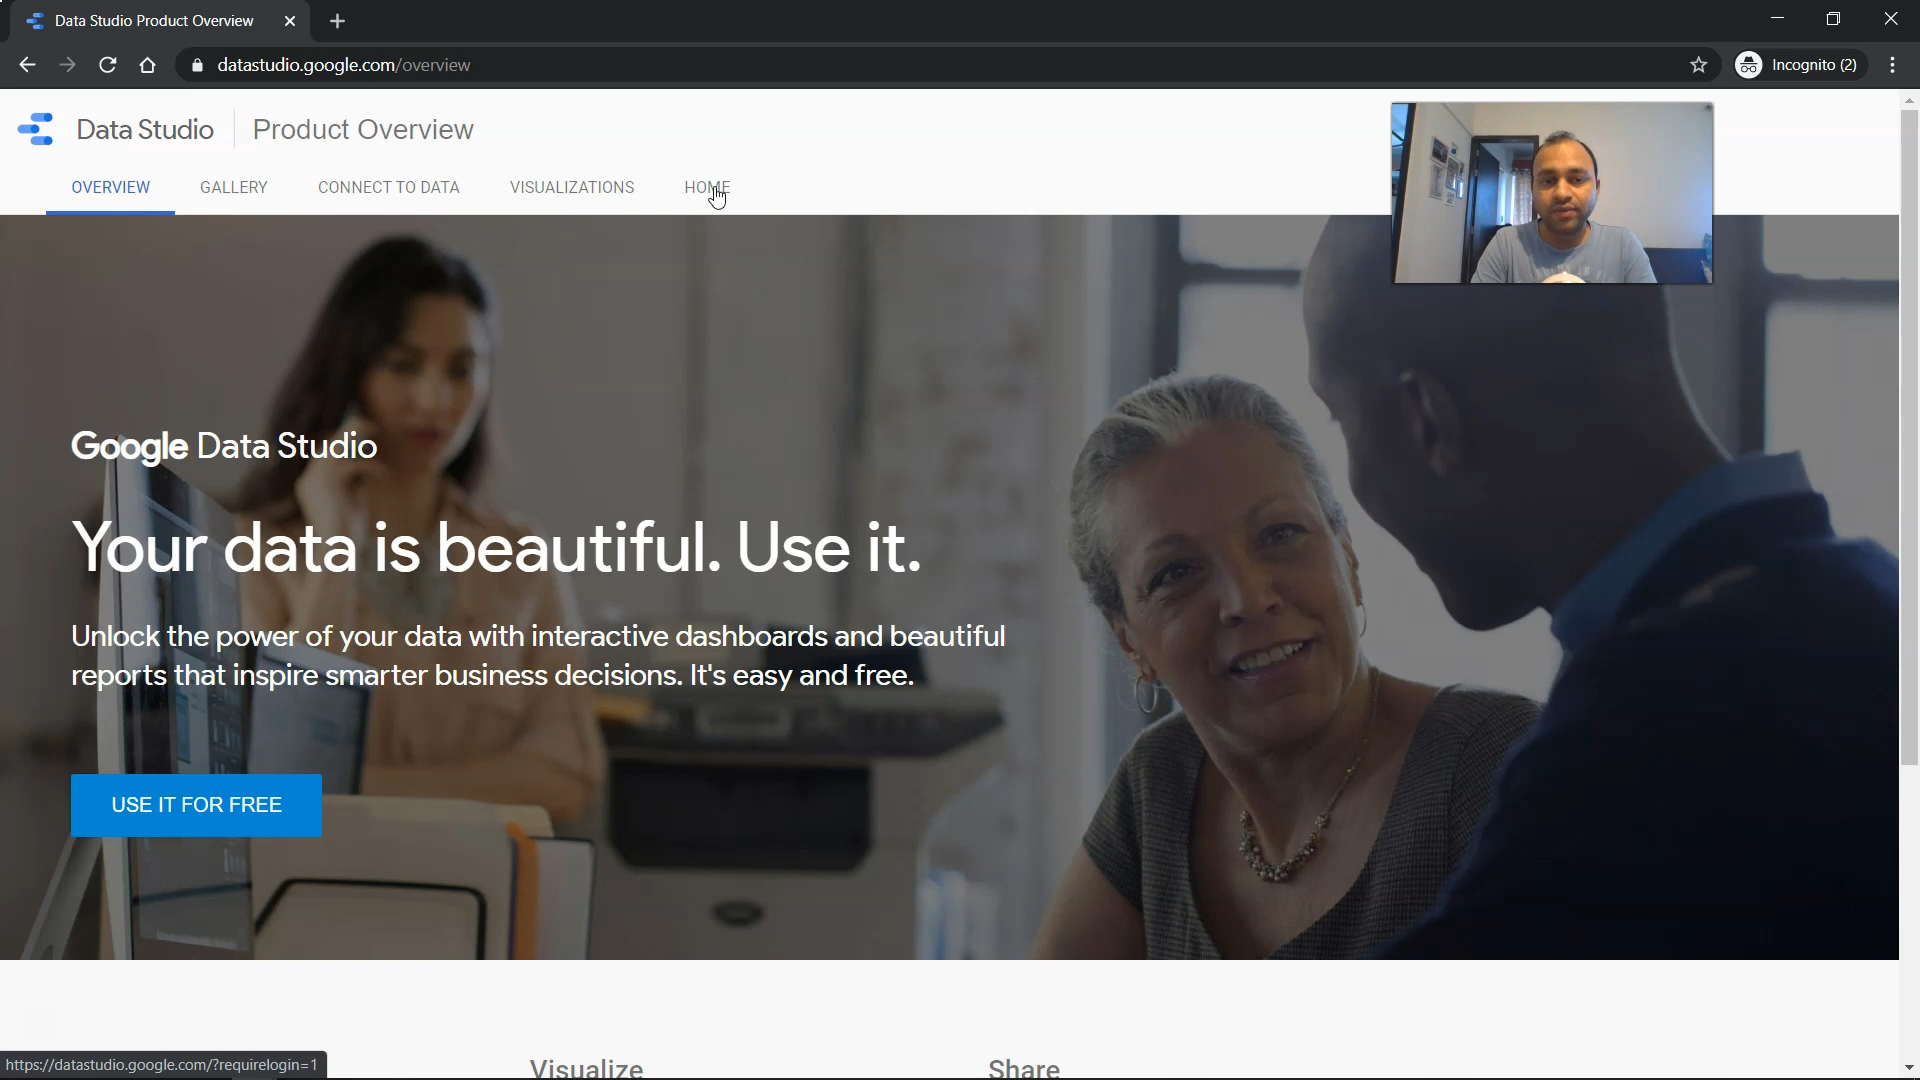 Data Studio Product Overview
datastudio.google.com/overview
Incognito (2)
Data Studio
Product Overview
OVERVIEW
GALLERY
CONNECT TO DATA
VISUALIZATIONS
HOME
Google Data Studio
Your data is beautiful. Use it.
Unlock the power of your data with interactive dashboards and beautiful
reports that inspire smarter business decisions. It's easy and free.
USE IT FOR FREE
Visualize
Share
https://datastudio.google.com/?requirelogin=1